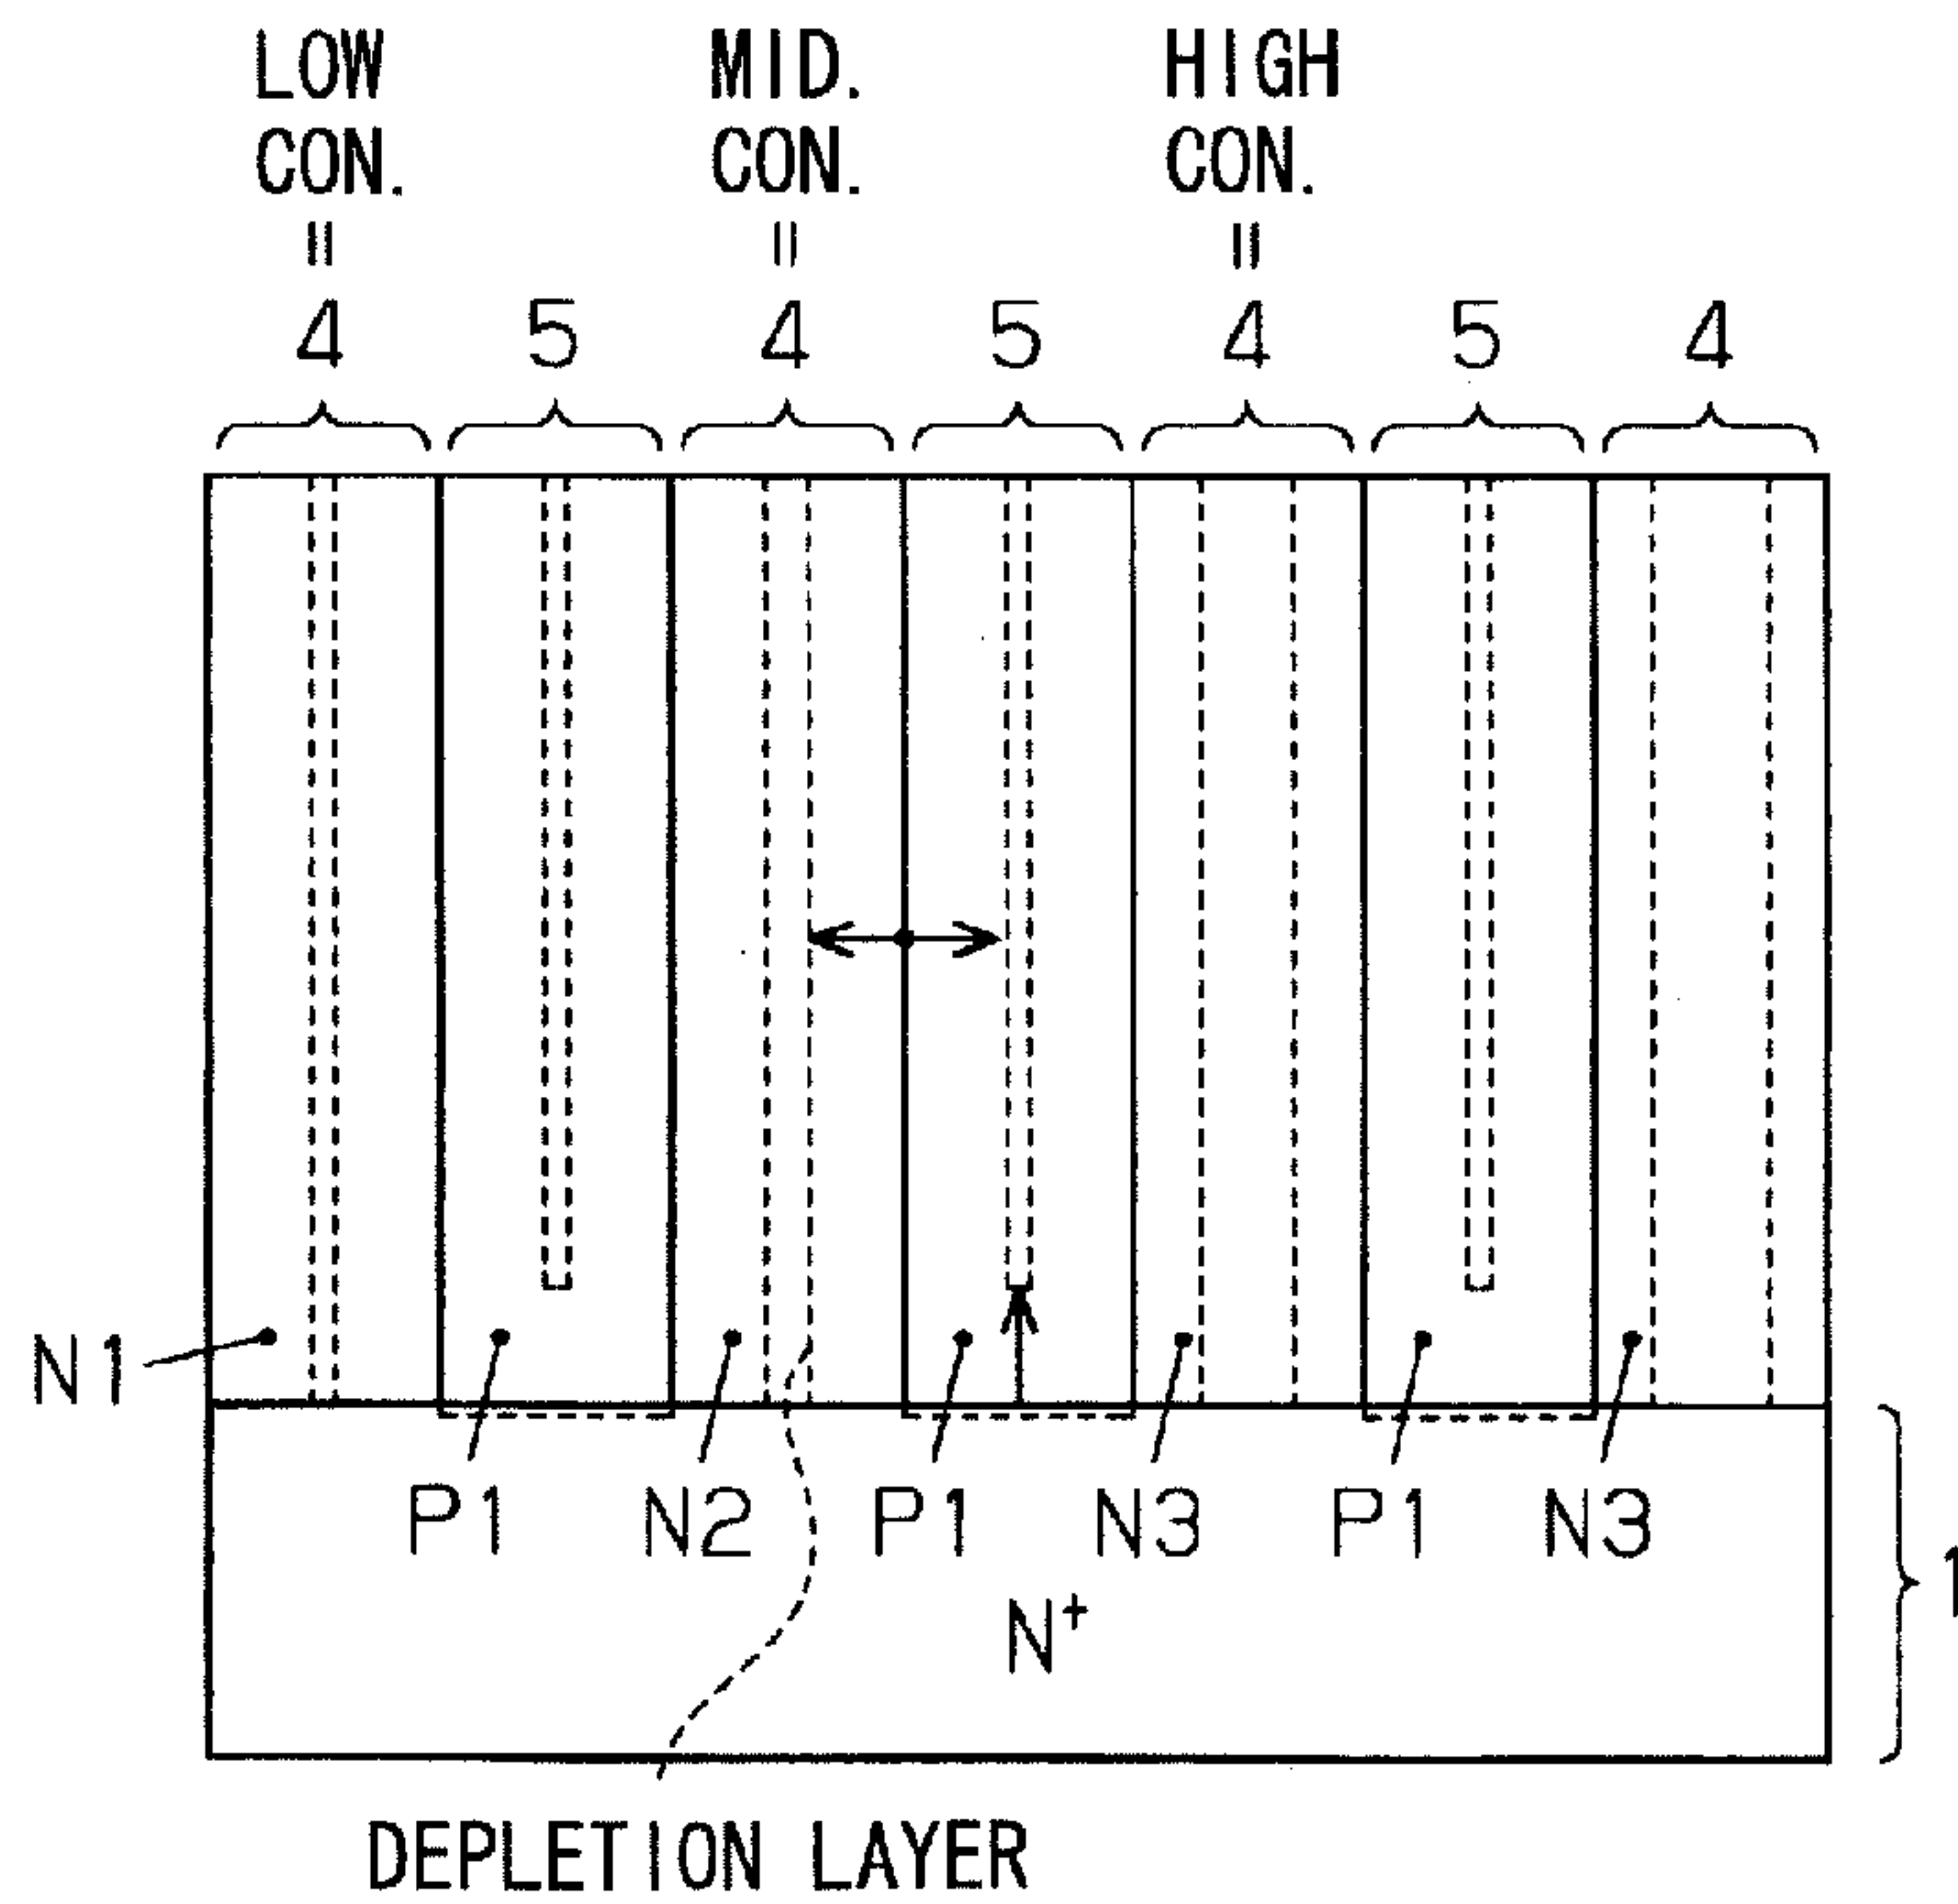 LOW MID. HIGH
CON. CON. CON.
= = =
4 5 4 5 4 5 4
N1
P1 N2 P1 N3 P1 N3
1
N+
DEPLETION LAYER